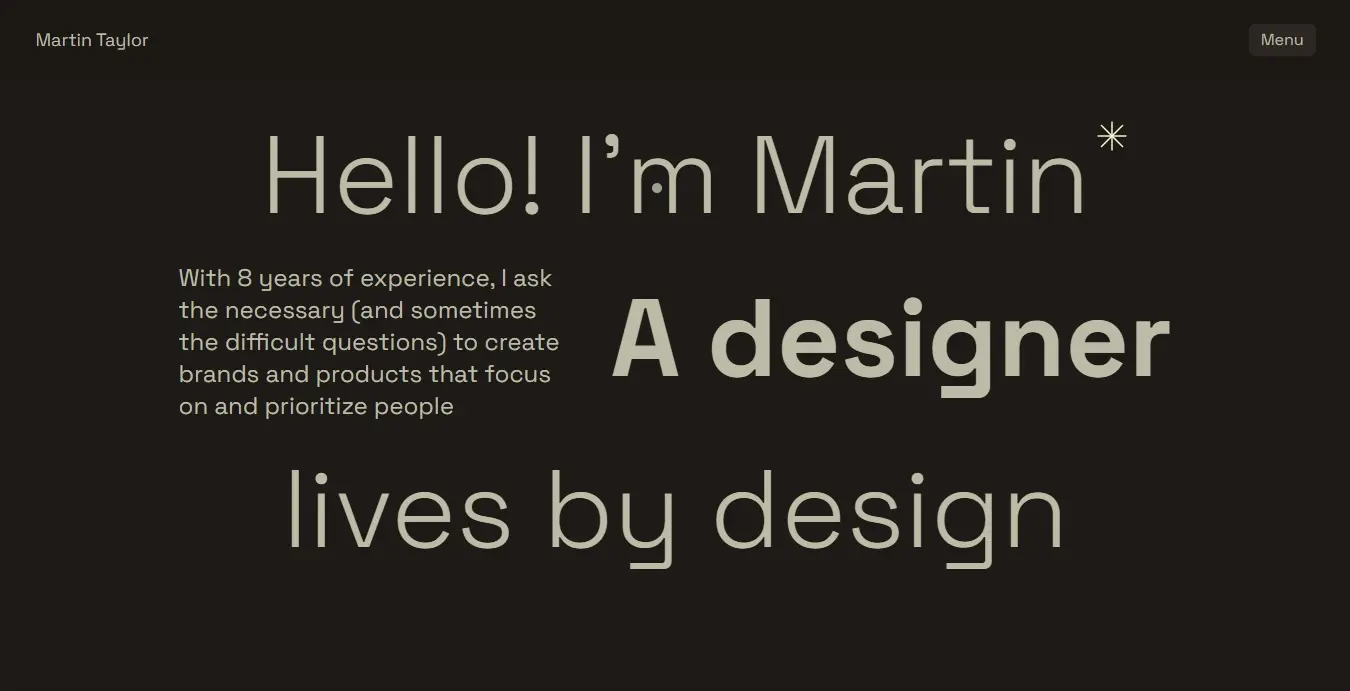 Martin Taylor
Menu
Hello! I’m Martin
With 8 years of experience, I ask
the necessary (and sometimes
the difficult questions) to create
brands and products that focus
on and prioritize people
A designer
lives by design